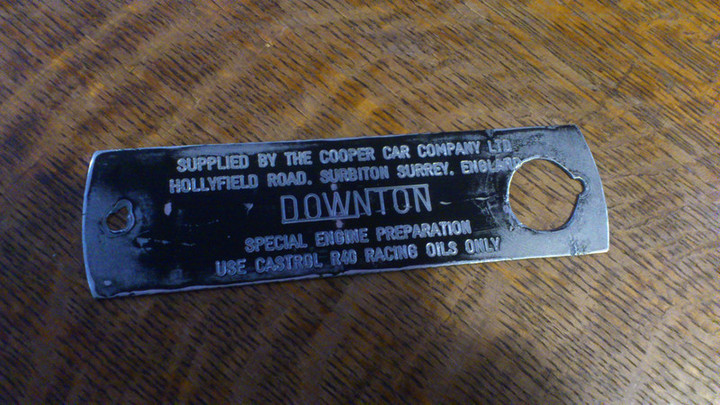 SUPPLIED BY THE COOPER CAR COMPANY LTD
HOLLYFIELD ROAD. SURBITON SURREY. ENGLAND
DOWNTON
SPECIAL ENGINE PREPARATION
USE CASTROL R40 RACING OILS ONLY